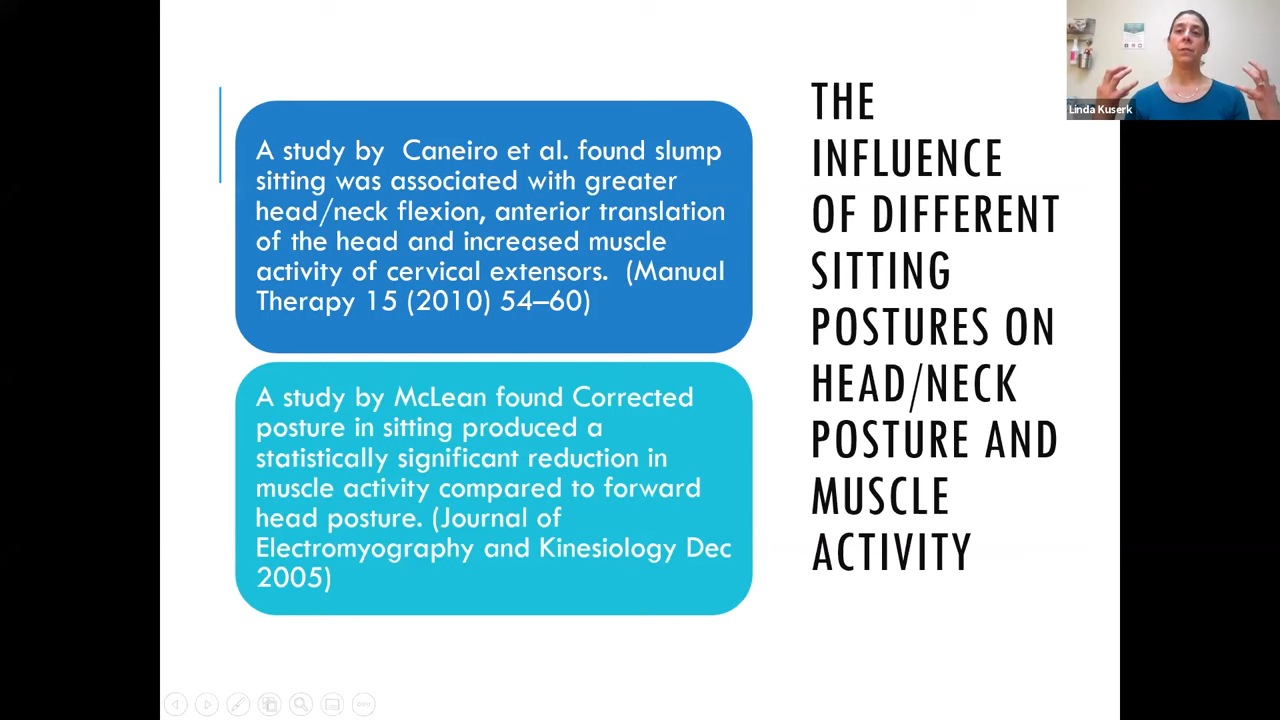 A study by  Caneiro et al. found slump
sitting was associated with greater
head/neck flexion, anterior translation
of the head and increased muscle
activity of cervical extensors.  (Manual
Therapy 15 (2010) 54–60)
A study by McLean found Corrected
posture in sitting produced a
statistically significant reduction in
muscle activity compared to forward
head posture. (Journal of
Electromyography and Kinesiology Dec
2005)
THE
INFLUENCE
OF DIFFERENT
SITTING
POSTURES ON
HEAD/NECK
POSTURE AND
MUSCLE
ACTIVITY
Linda Kuserk